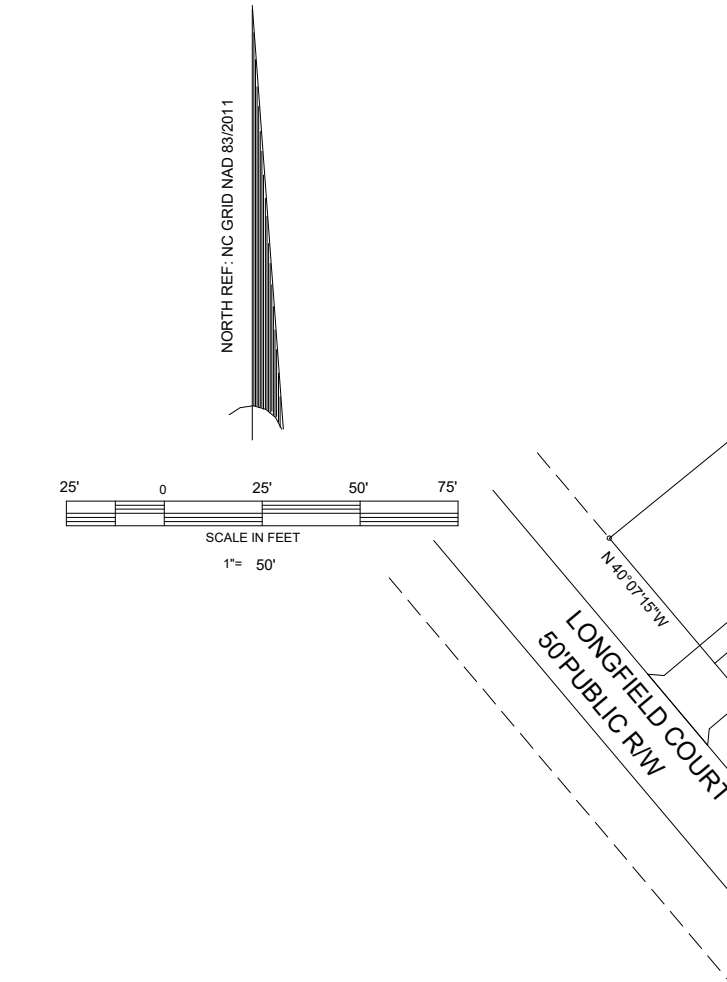 NORTH REF: NC GRID NAD 83/2011
25' 0 25' 50' 75'
SCALE IN FEET
1"= 50'
N 40°07'15"W
LONGFIELD COURT
50'PUBLIC R/W